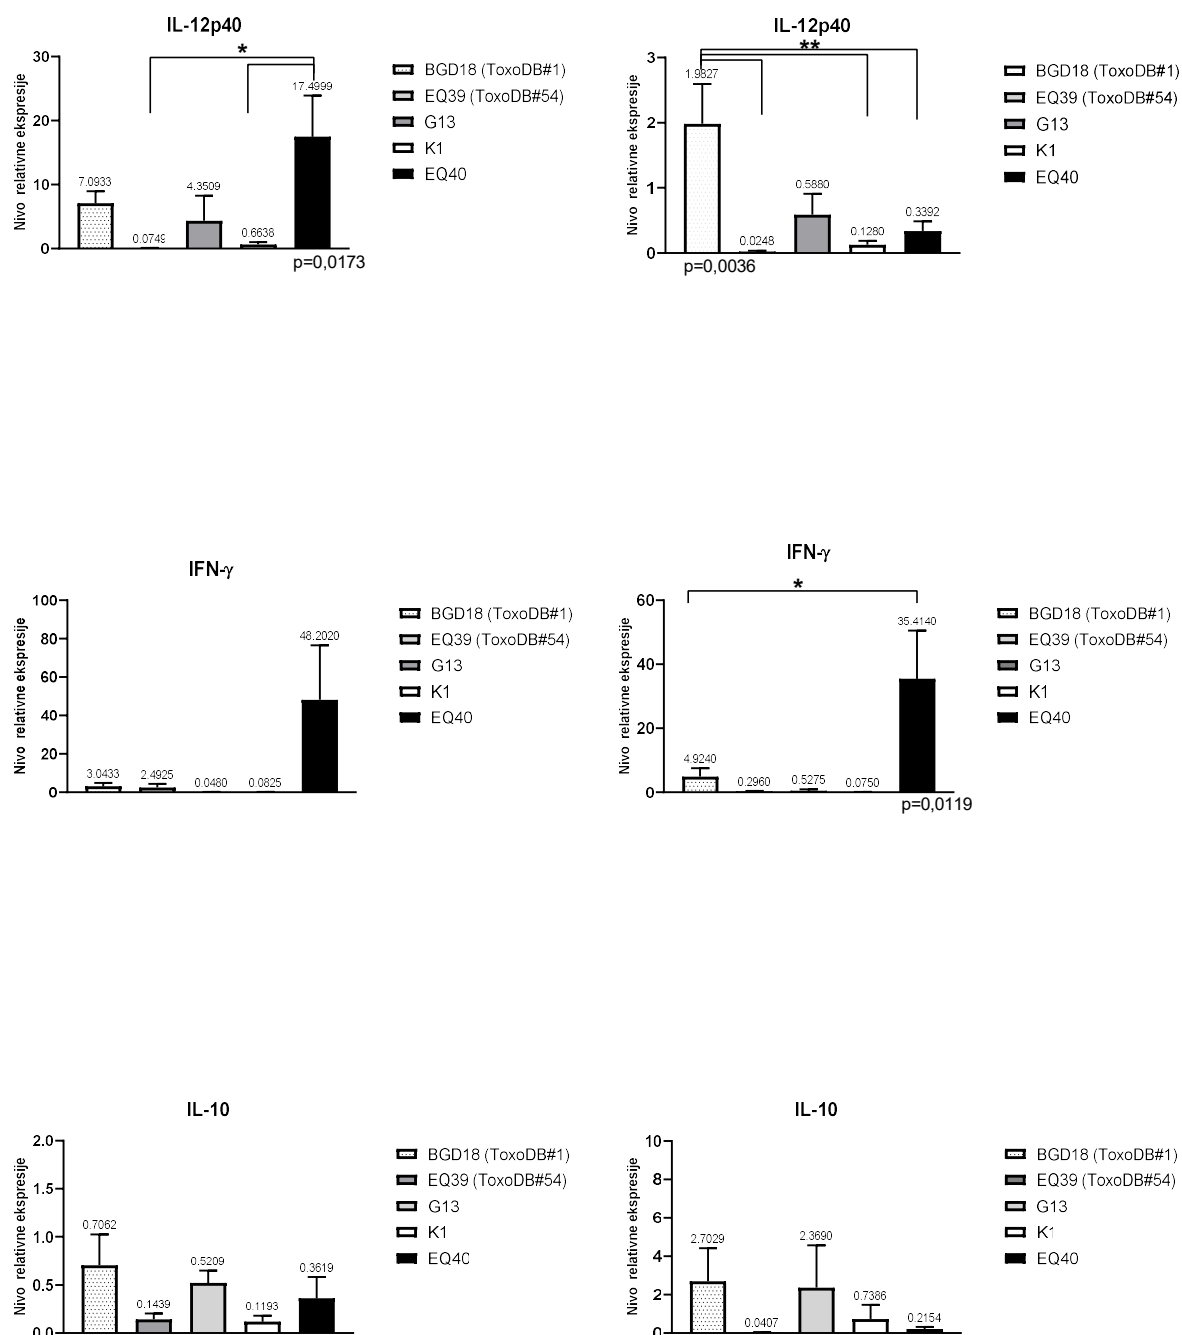 IL-12p40
*
Nivo relativne ekspresije
30
20
10
0
7.0933
0.0749
4.3509
0.6638
17.4999
p=0,0173
BGD18 (ToxoDB#1)
EQ39 (ToxoDB#54)
G13
K1
EQ40
IL-12p40
**
Nivo relativne ekspresije
3
2
1
0
1.9827
0.0248
0.5880
0.1280
0.3392
p=0,0036
BGD18 (ToxoDB#1)
EQ39 (ToxoDB#54)
G13
K1
EQ40
IFN-γ
Nivo relativne ekspresije
100
80
60
40
20
0
3.0433
2.4925
0.0480
0.0825
48.2020
BGD18 (ToxoDB#1)
EQ39 (ToxoDB#54)
G13
K1
EQ40
IFN-γ
*
Nivo relativne ekspresije
60
40
20
0
4.9240
0.2960
0.5275
0.0750
35.4140
p=0,0119
BGD18 (ToxoDB#1)
EQ39 (ToxoDB#54)
G13
K1
EQ40
IL-10
Nivo relativne ekspresije
2.0
1.5
1.0
0.5
0.0
0.7062
0.1439
0.5209
0.1193
0.3619
BGD18 (ToxoDB#1)
EQ39 (ToxoDB#54)
G13
K1
EQ40
IL-10
Nivo relativne ekspresije
10
8
6
4
2
0
2.7029
0.0407
2.3690
0.7386
0.2154
BGD18 (ToxoDB#1)
EQ39 (ToxoDB#54)
G13
K1
EQ40